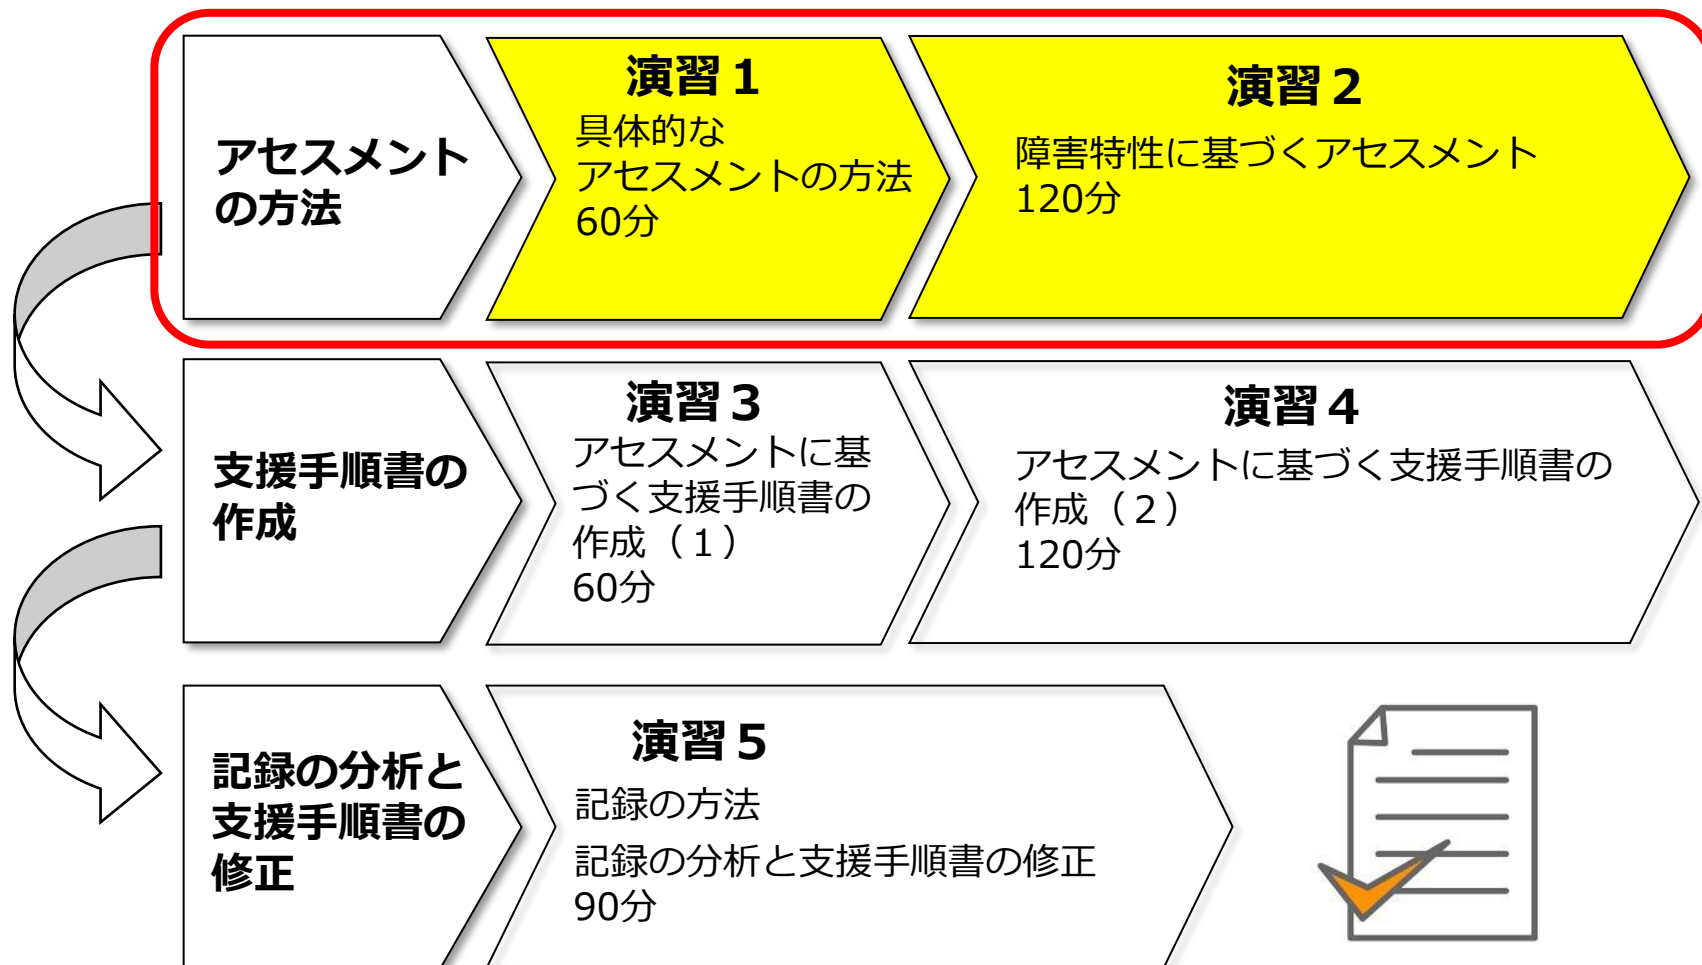 アセスメント
の方法
演習１
具体的な
アセスメントの方法
60分
演習２
障害特性に基づくアセスメント
120分
支援手順書の
作成
演習３
アセスメントに基
づく支援手順書の
作成（１）
60分
演習４
アセスメントに基づく支援手順書の
作成（２）
120分
記録の分析と
支援手順書の
修正
演習５
記録の方法
記録の分析と支援手順書の修正
90分